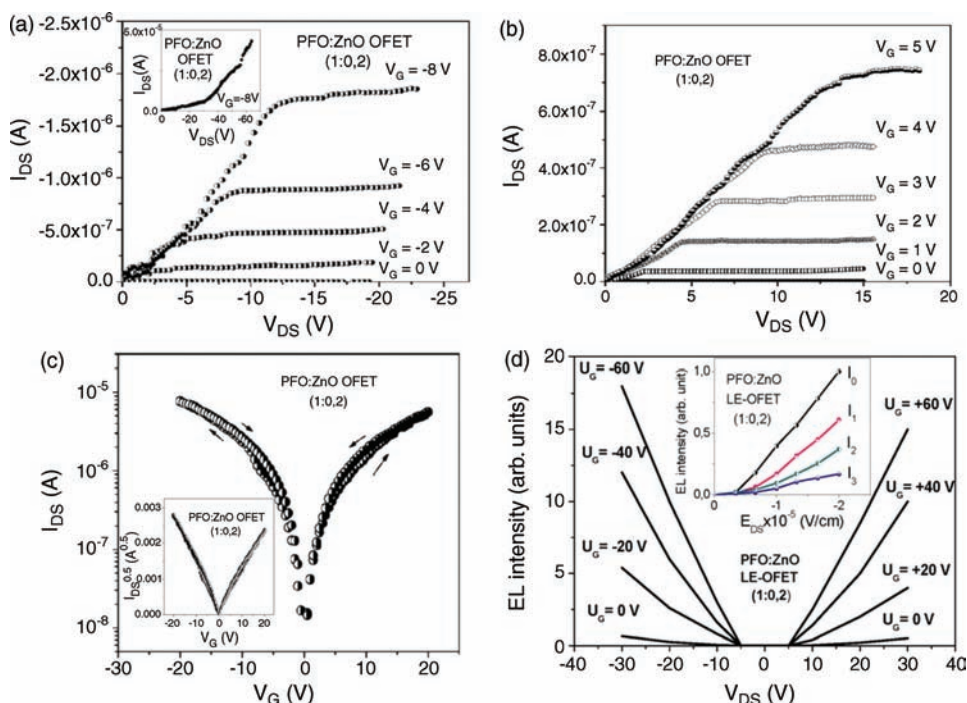 (a)
-2.5x10⁻⁶
-2.0x10⁻⁶
-1.5x10⁻⁶
-1.0x10⁻⁶
-5.0x10⁻⁷
0.0
I_DS (A)
0 -5 -10 -15 -20 -25
V_DS (V)
PFO:ZnO OFET
(1:0,2)
V_G = -8 V
V_G = -6 V
V_G = -4 V
V_G = -2 V
V_G = 0 V
5.0x10⁻⁵
0.0
I_DS (A)
PFO:ZnO
OFET
(1:0,2)
V_G=-8V
0 -20 -40 -60
V_DS (V)
(b)
8.0x10⁻⁷
6.0x10⁻⁷
4.0x10⁻⁷
2.0x10⁻⁷
0.0
I_DS (A)
0 5 10 15 20
V_DS (V)
PFO:ZnO OFET
(1:0,2)
V_G = 5 V
V_G = 4 V
V_G = 3 V
V_G = 2 V
V_G = 1 V
V_G = 0 V
(c)
10⁻⁵
10⁻⁶
10⁻⁷
10⁻⁸
I_DS (A)
-30 -20 -10 0 10 20
V_G (V)
PFO:ZnO OFET
(1:0,2)
0.003
0.002
0.001
0.000
I_DS^0.5 (A^0.5)
PFO:ZnO OFET
(1:0,2)
-20 -10 0 10 20
V_G (V)
(d)
20
15
10
5
0
EL intensity (arb. units)
-40 -30 -20 -10 0 10 20 30 40
V_DS (V)
U_G= -60 V
U_G= -40 V
U_G= -20 V
U_G= 0 V
U_G= +60 V
U_G= +40 V
U_G= +20 V
U_G= 0 V
PFO:ZnO
LE-OFET
(1:0,2)
1,0
0,5
0,0
EL intensity (arb. unit)
PFO:ZnO
LE-OFET
(1:0,2)
I₀
I₁
I₂
I₃
-1 -2
E_DSx10⁻⁵ (V/cm)